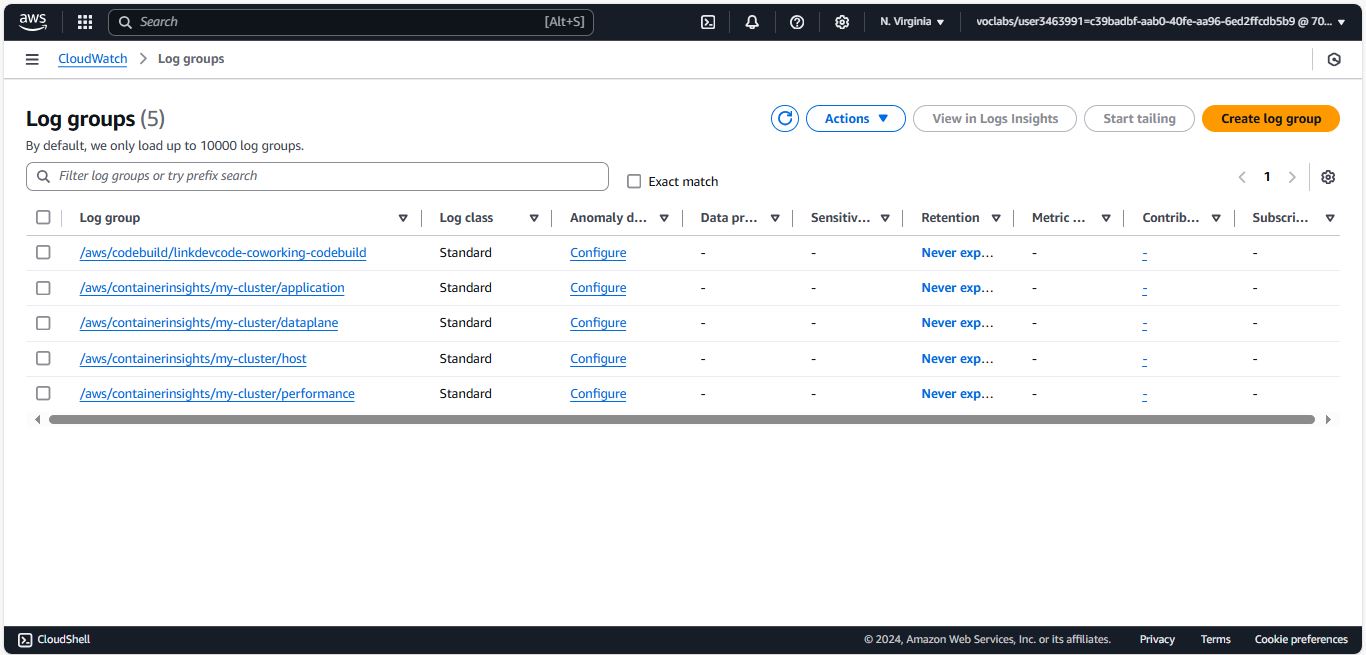 aws Search [Alt+S] N. Virginia voclabs/user3463991=c39badbf-aab0-40fe-aa96-6ed2ffcdb5b9 @ 70...
CloudWatch Log groups
Log groups (5) Actions View in Logs Insights Start tailing Create log group
By default, we only load up to 10000 log groups.
Filter log groups or try prefix search Exact match 1
Log group Log class Anomaly d... Data pr... Sensitiv... Retention Metric ... Contrib... Subscri...
/aws/codebuild/linkdevcode-coworking-codebuild Standard Configure - - Never exp... - - -
/aws/containerinsights/my-cluster/application Standard Configure - - Never exp... - - -
/aws/containerinsights/my-cluster/dataplane Standard Configure - - Never exp... - - -
/aws/containerinsights/my-cluster/host Standard Configure - - Never exp... - - -
/aws/containerinsights/my-cluster/performance Standard Configure - - Never exp... - - -
CloudShell © 2024, Amazon Web Services, Inc. or its affiliates. Privacy Terms Cookie preferences